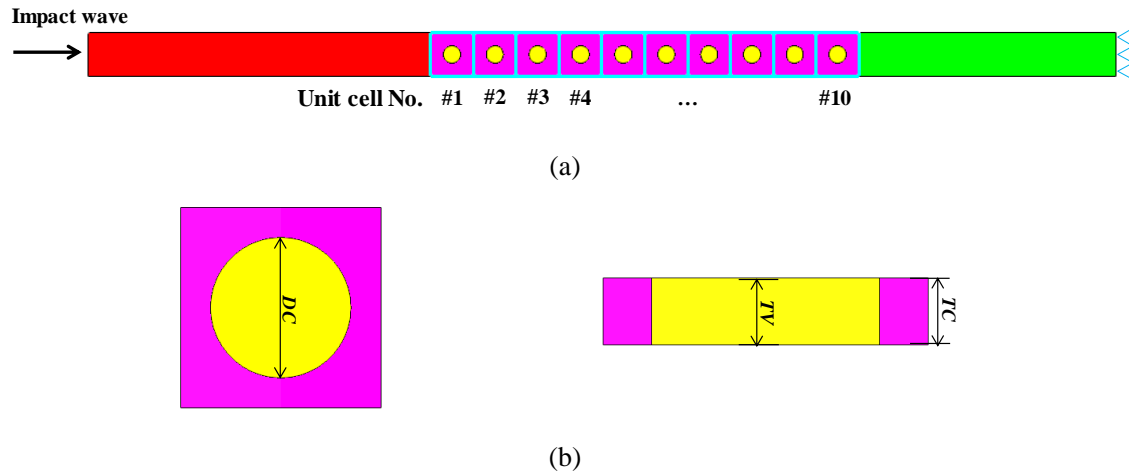 Impact wave
Unit cell No. #1 #2 #3 #4 ... #10
(a)
DC
TV
TC
(b)